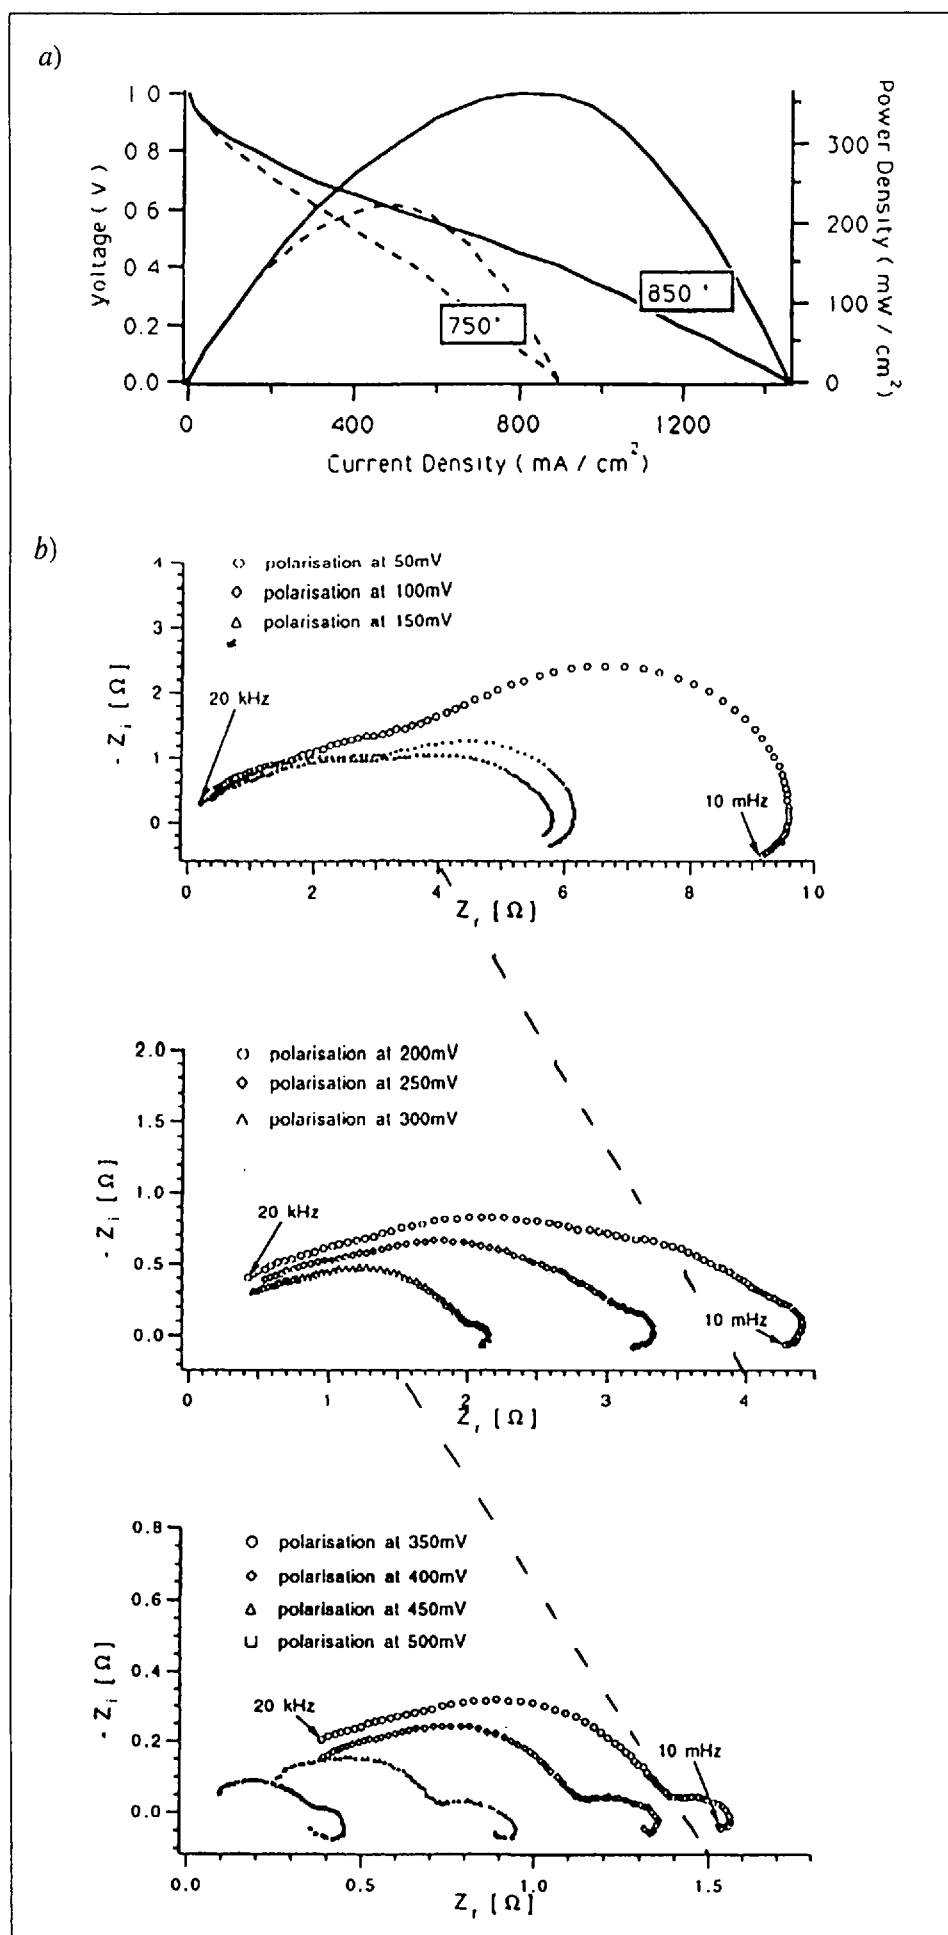 a)
1 0
0 8
0.6
0 4
0.2
0.0
Voltage ( V )
300
200
100
0
Power Density ( mW / cm²)
850 '
750'
0 400 800 1200
Current Density ( mA / cm²)
b)
polarisation at 50mV
polarisation at 100mV
polarisation at 150mV
4
3
2
1
0
- Zi [Ω]
20 kHz
10 mHz
0 2 4 6 8 10
Zr [Ω]
polarisation at 200mV
polarisation at 250mV
polarisation at 300mV
2.0
1.5
1.0
0.5
0.0
- Zi [Ω]
20 kHz
10 mHz
0 1 2 3 4
Zr [Ω]
polarisation at 350mV
polarisation at 400mV
polarisation at 450mV
polarisation at 500mV
0.8
0.6
0.4
0.2
0.0
- Zi [Ω]
20 kHz
10 mHz
0.0 0.5 1.0 1.5
Zr [Ω]